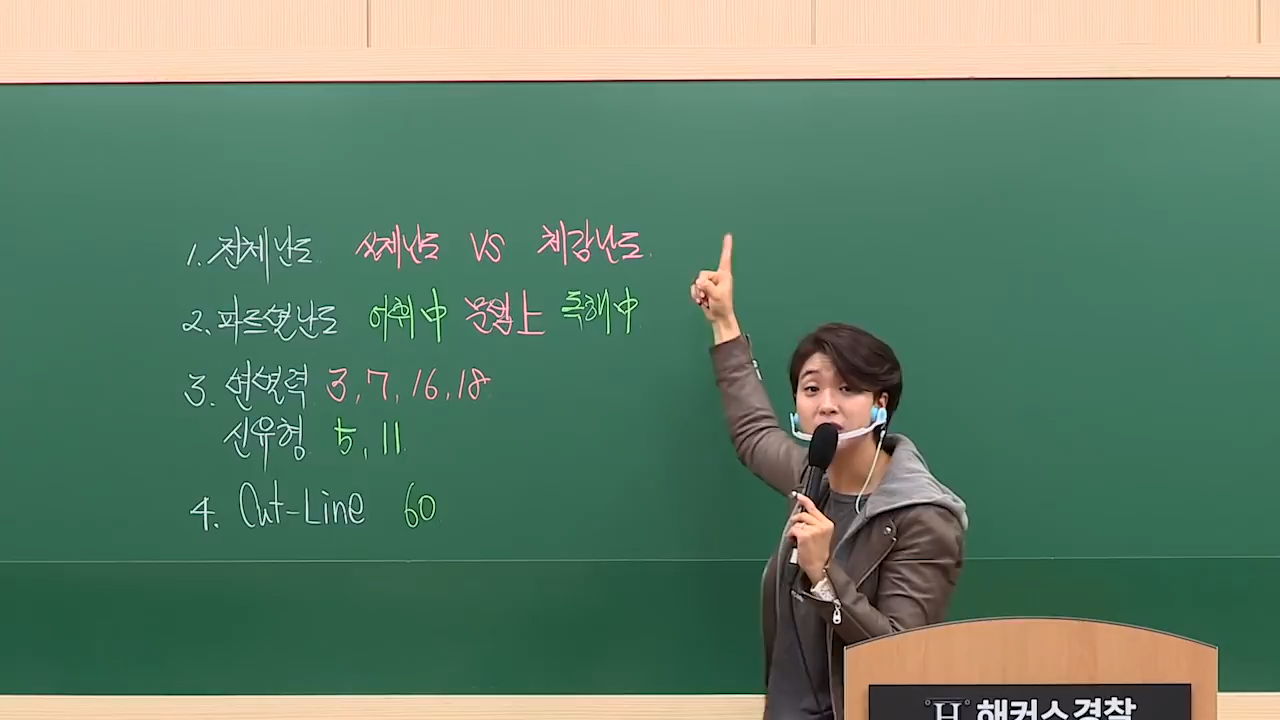 1. 전체난도 실제난도 VS 체감난도
2. 파트별난도 어휘中 문법上 독해中
3. 변별력 3, 7, 16, 18
신유형 5, 11
4. Cut-Line 60
H 해커스경찰